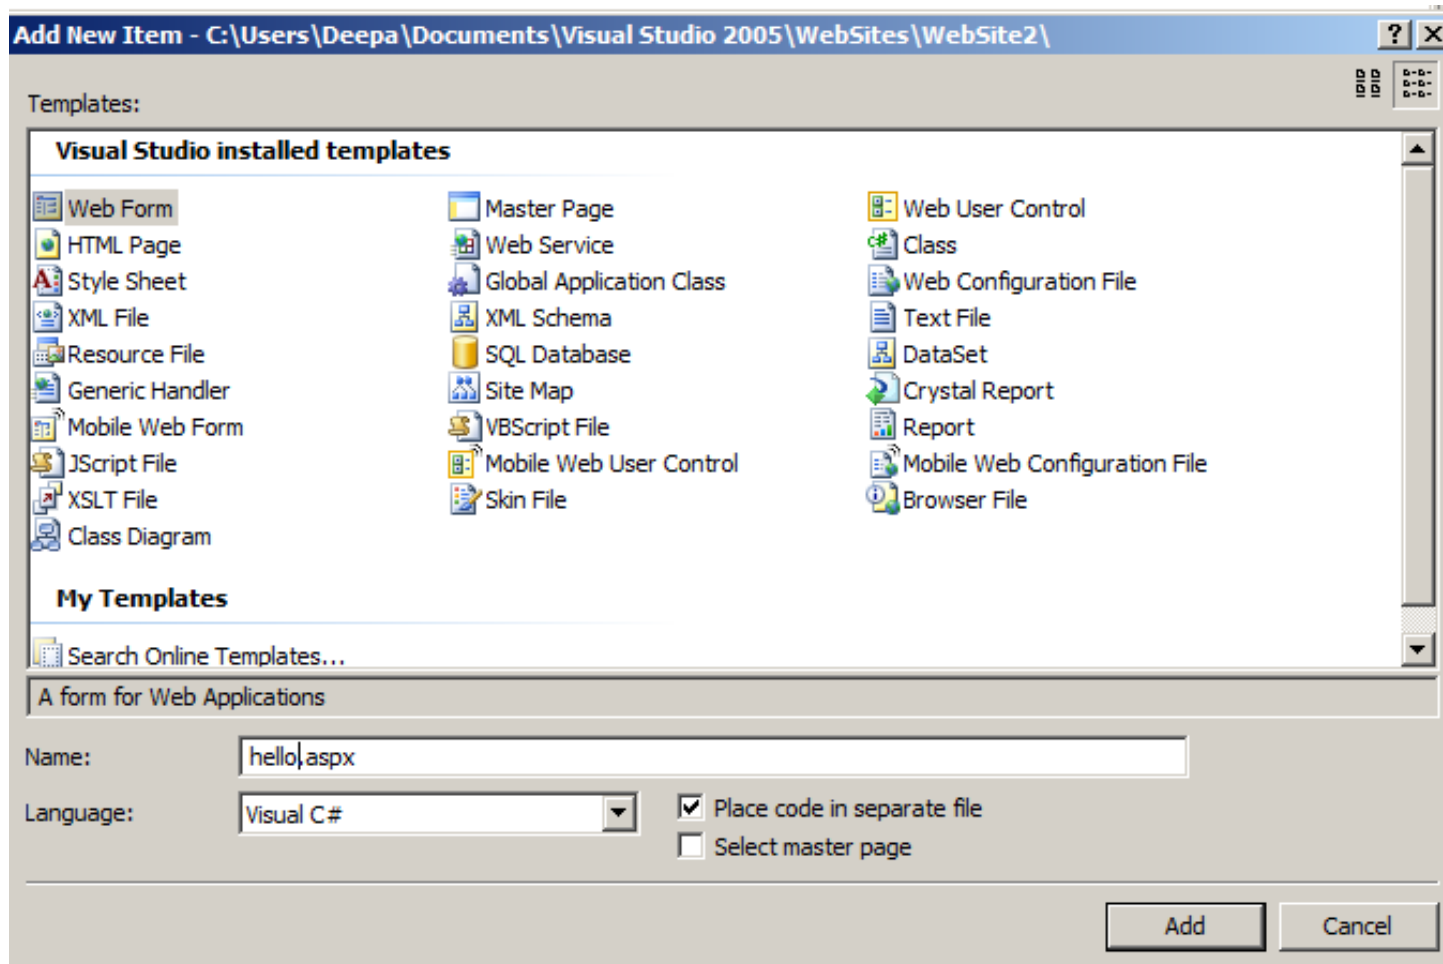 Add New Item - C:\Users\Deepa\Documents\Visual Studio 2005\WebSites\WebSite2\
Templates:
Visual Studio installed templates
Web Form Master Page Web User Control
HTML Page Web Service Class
Style Sheet Global Application Class Web Configuration File
XML File XML Schema Text File
Resource File SQL Database DataSet
Generic Handler Site Map Crystal Report
Mobile Web Form VBScript File Report
JScript File Mobile Web User Control Mobile Web Configuration File
XSLT File Skin File Browser File
Class Diagram
My Templates
Search Online Templates...
A form for Web Applications
Name: hello.aspx
Language: Visual C# Place code in separate file
Select master page
Add Cancel